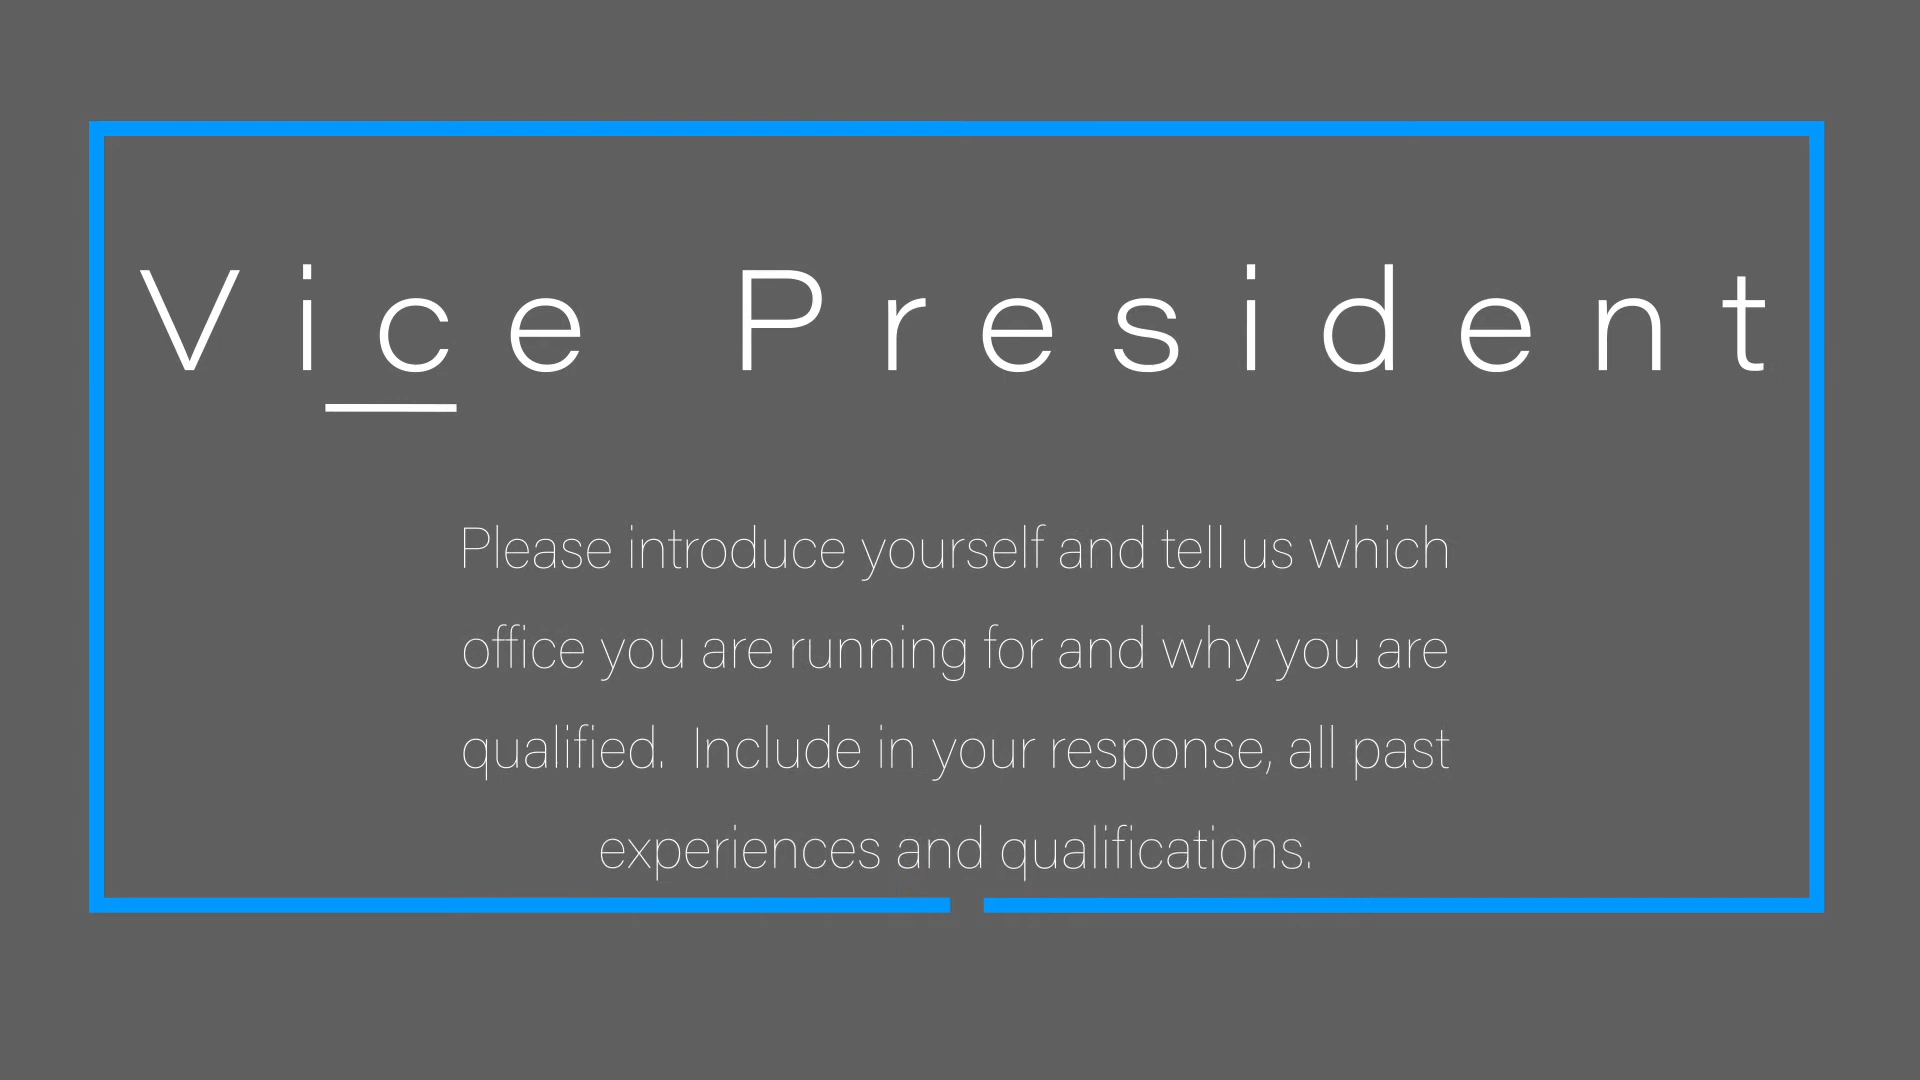 Vice President
Please introduce yourself and tell us which
office you are running for and why you are
qualified.  Include in your response, all past
experiences and qualifications.